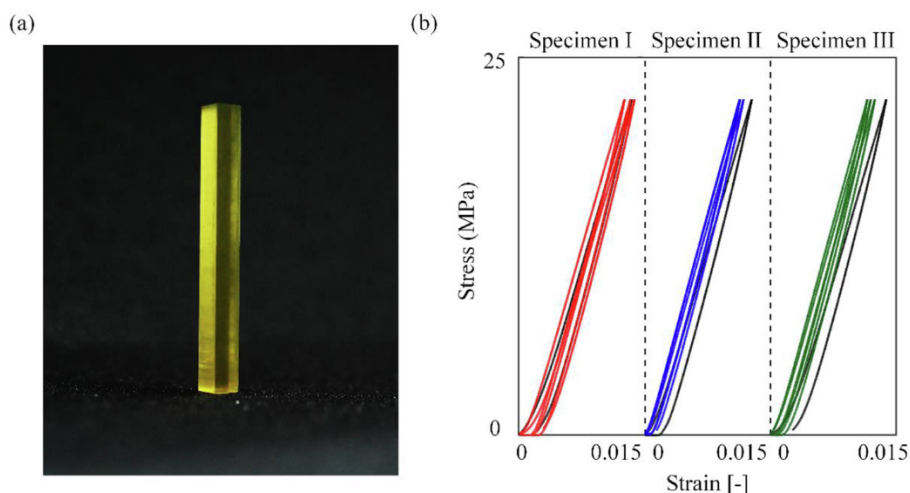 (a)
(b)
Specimen I Specimen II Specimen III
25
Stress (MPa)
0
0 0.015 0 0.015 0 0.015
Strain [-]